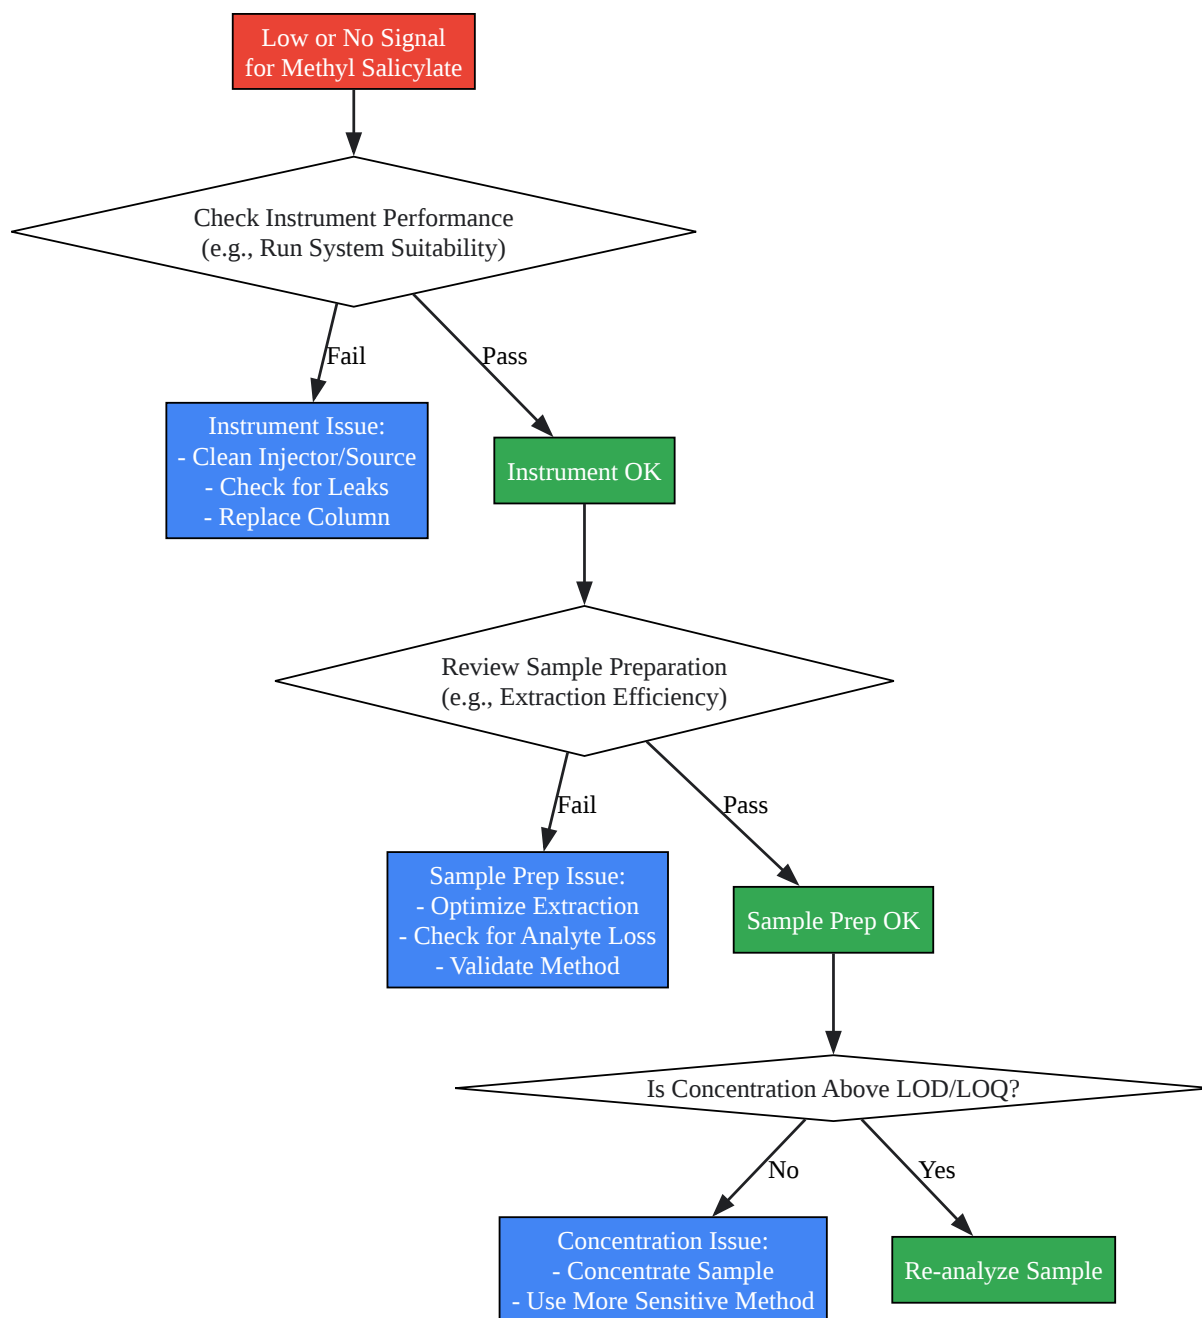 Low or No Signal
for Methyl Salicylate
Check Instrument Performance
(e.g., Run System Suitability)
Fail
Pass
Instrument Issue:
- Clean Injector/Source
- Check for Leaks
- Replace Column
Instrument OK
Review Sample Preparation
(e.g., Extraction Efficiency)
Fail
Pass
Sample Prep Issue:
- Optimize Extraction
- Check for Analyte Loss
- Validate Method
Sample Prep OK
Is Concentration Above LOD/LOQ?
No
Yes
Concentration Issue:
- Concentrate Sample
- Use More Sensitive Method
Re-analyze Sample